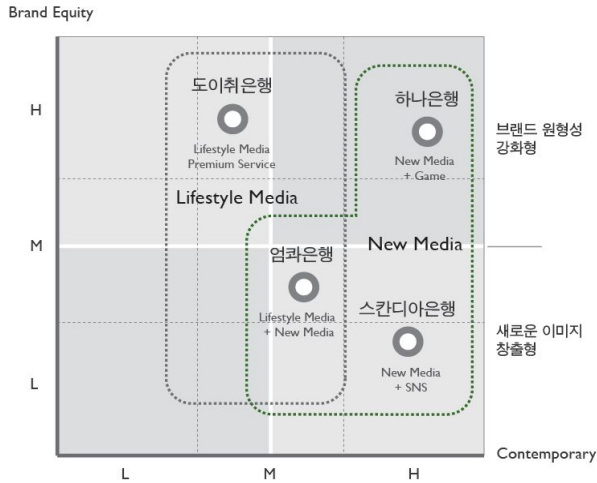 Brand Equity
도이취은행
Lifestyle Media
Premium Service
하나은행
New Media
+ Game
H
브랜드 원형성
강화형
Lifestyle Media
M
New Media
엄콰은행
Lifestyle Media
+ New Media
스칸디아은행
New Media
+ SNS
새로운 이미지
창출형
L
Contemporary
L
M
H